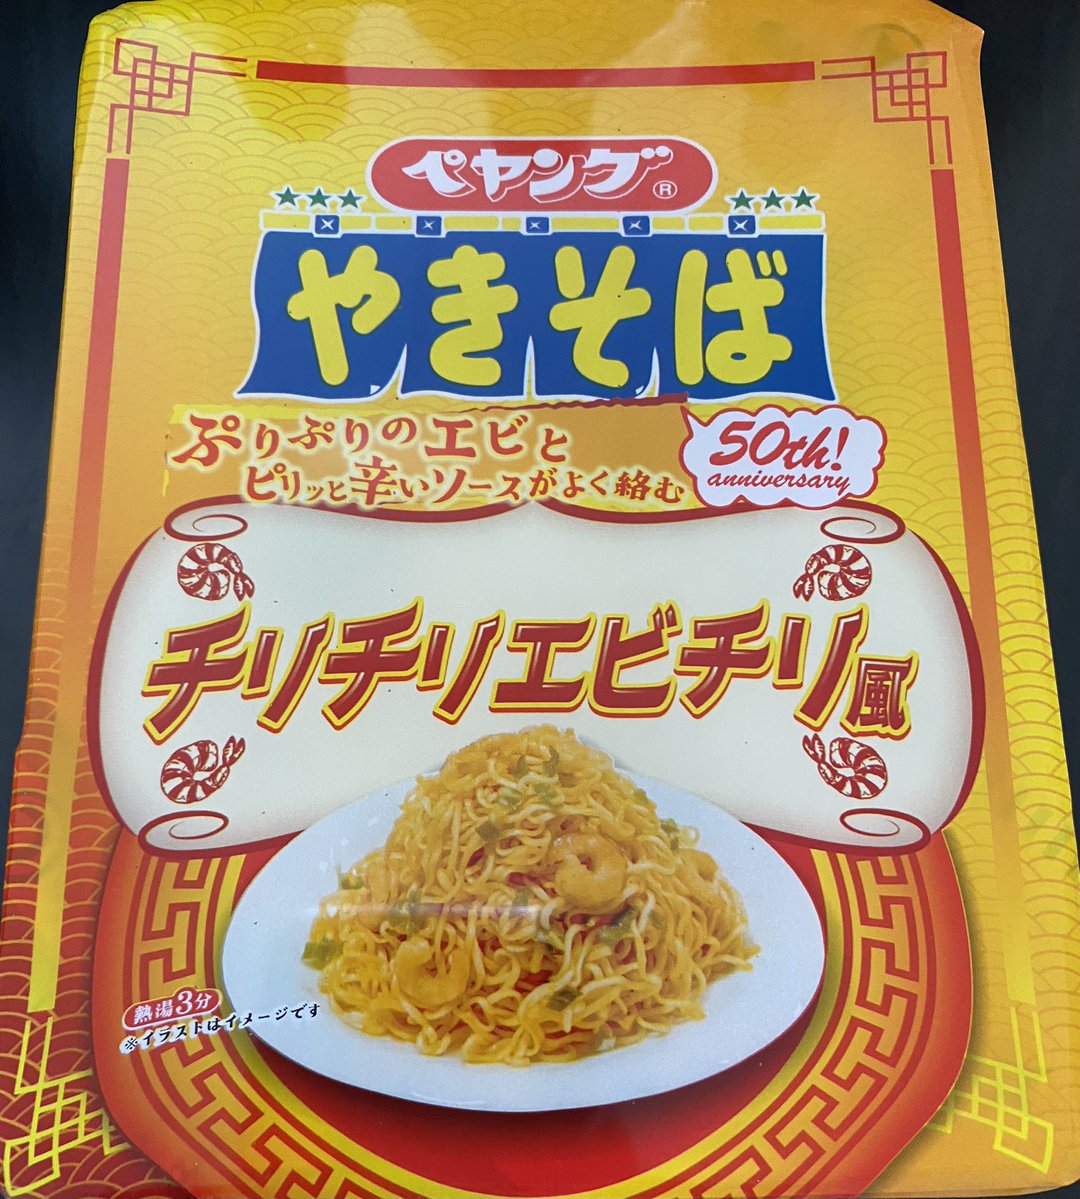 ペヤング®
やきそば
ぷりぷりのエビと
ピリッと辛いソースがよく絡む
50th!
anniversary
チリチリエビチリ風
熱湯3分
※イラストはイメージです